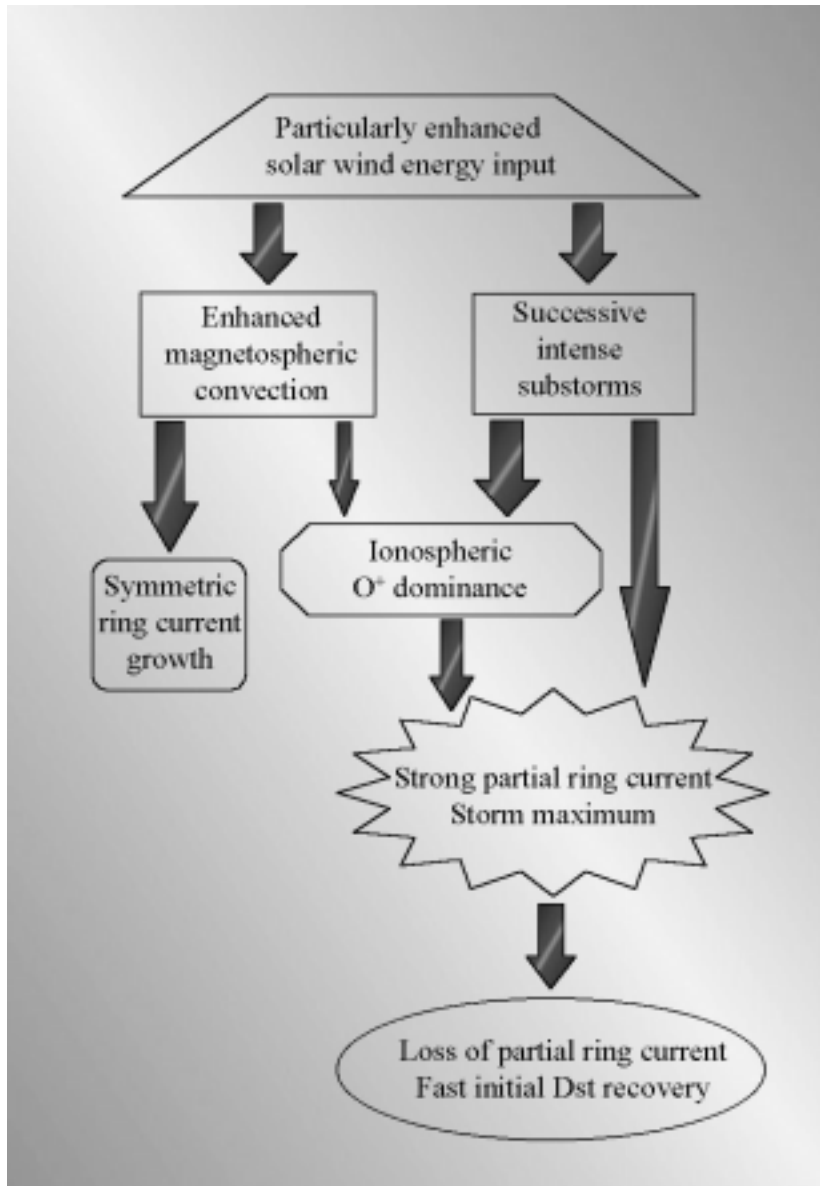 Particularly enhanced
solar wind energy input
Enhanced
magnetospheric
convection
Successive
intense
substorms
Ionospheric
O⁺ dominance
Symmetric
ring current
growth
Strong partial ring current
Storm maximum
Loss of partial ring current
Fast initial Dst recovery